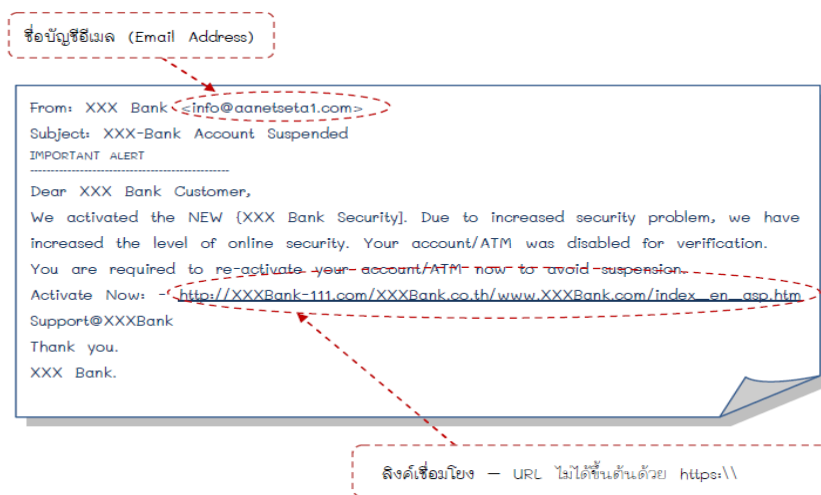 ชื่อบัญชีอีเมล (Email Address)
From: XXX Bank <info@aanetseta1.com>
Subject: XXX-Bank Account Suspended
IMPORTANT ALERT
------------------------------------------------
Dear XXX Bank Customer,
We activated the NEW {XXX Bank Security]. Due to increased security problem, we have
increased the level of online security. Your account/ATM was disabled for verification.
You are required to re-activate your account/ATM now to avoid suspension.
Activate Now: - http://XXXBank-111.com/XXXBank.co.th/www.XXXBank.com/index_en_asp.htm
Support@XXXBank
Thank you.
XXX Bank.
ลิงค์เชื่อมโยง – URL ไม่ได้ขึ้นต้นด้วย https:\\